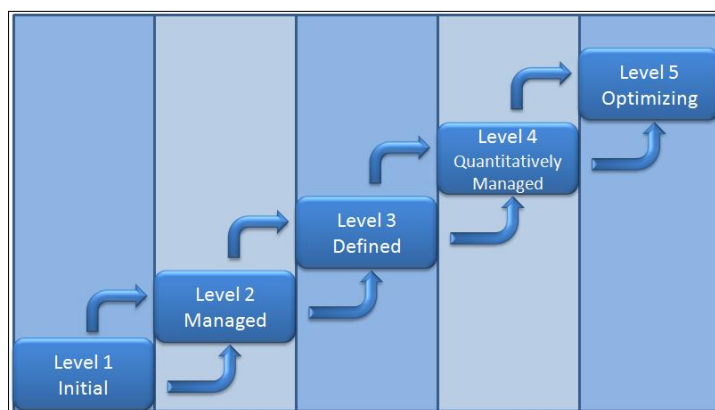 Level 1
Initial
Level 2
Managed
Level 3
Defined
Level 4
Quantitatively
Managed
Level 5
Optimizing